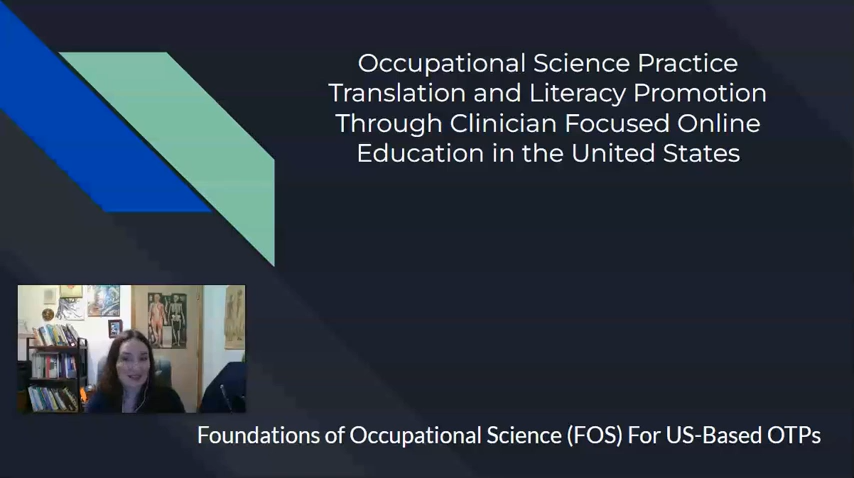 Occupational Science Practice
Translation and Literacy Promotion
Through Clinician Focused Online
Education in the United States
Foundations of Occupational Science (FOS) For US-Based OTPs